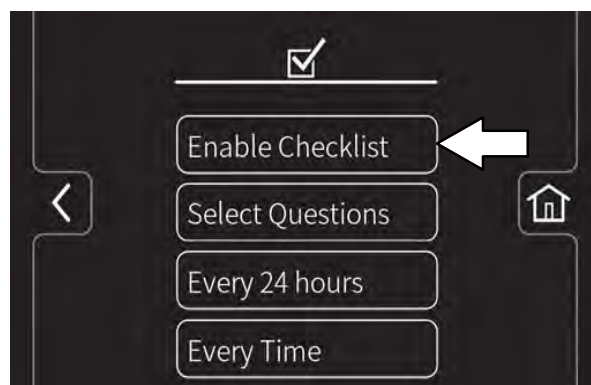 Enable Checklist
Select Questions
Every 24 hours
Every Time